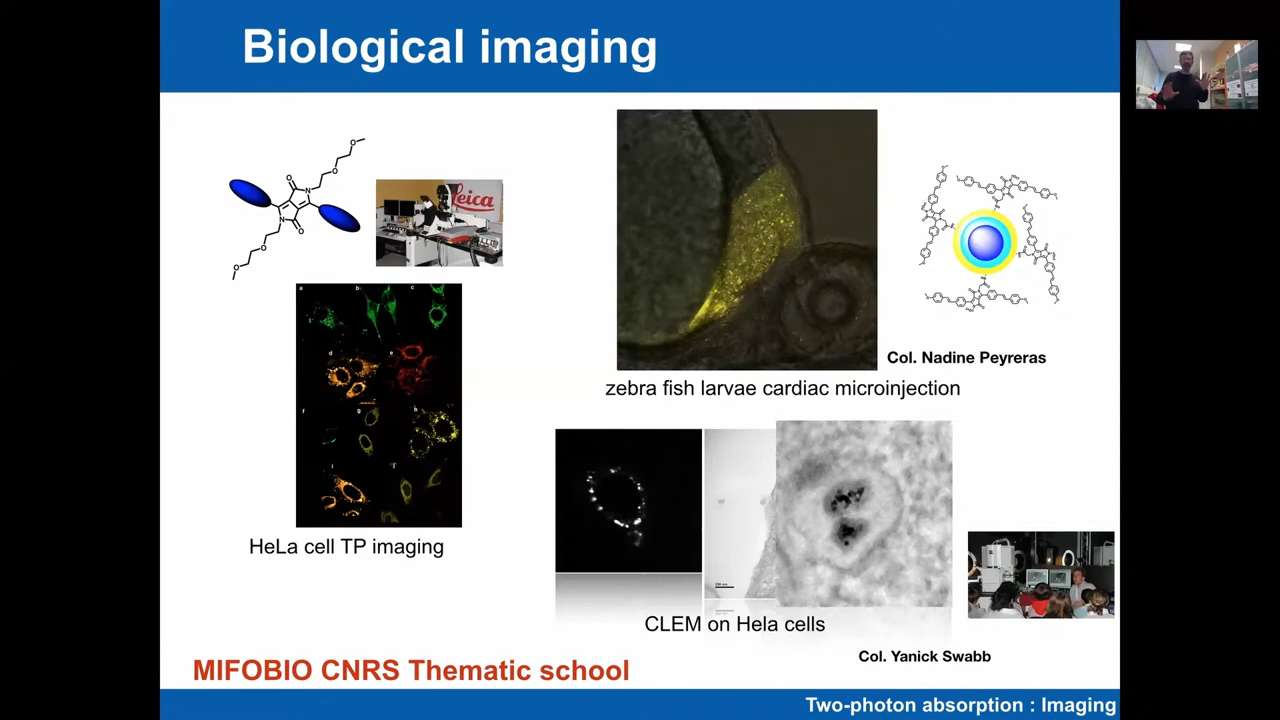 Biological imaging
Leica
a
b
c
d
e
f
g
h
i
j
HeLa cell TP imaging
zebra fish larvae cardiac microinjection
Col. Nadine Peyreras
CLEM on Hela cells
Col. Yanick Swabb
MIFOBIO CNRS Thematic school
Two-photon absorption : Imaging